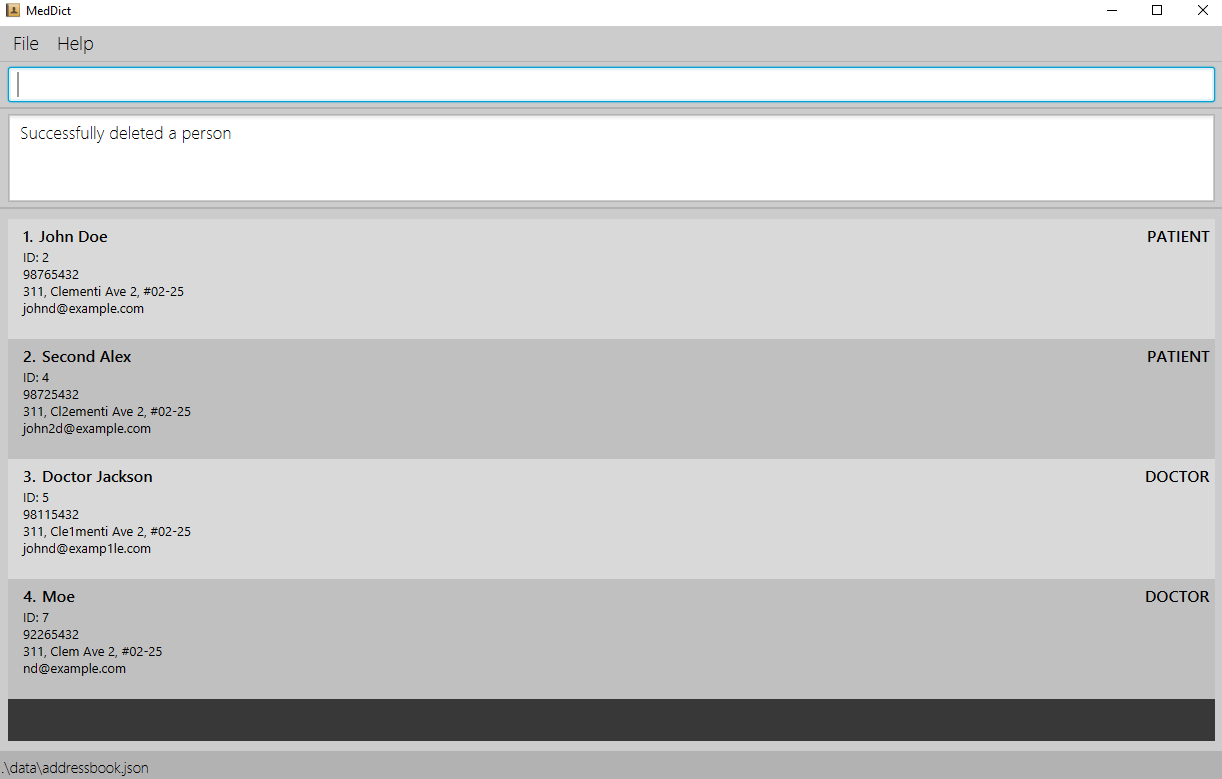 MedDict
File Help
Successfully deleted a person
1. John Doe PATIENT
ID: 2
98765432
311, Clementi Ave 2, #02-25
johnd@example.com
2. Second Alex PATIENT
ID: 4
98725432
311, Cl2ementi Ave 2, #02-25
john2d@example.com
3. Doctor Jackson DOCTOR
ID: 5
98115432
311, Cle1menti Ave 2, #02-25
johnd@examp1le.com
4. Moe DOCTOR
ID: 7
92265432
311, Clem Ave 2, #02-25
nd@example.com
.\data\addressbook.json